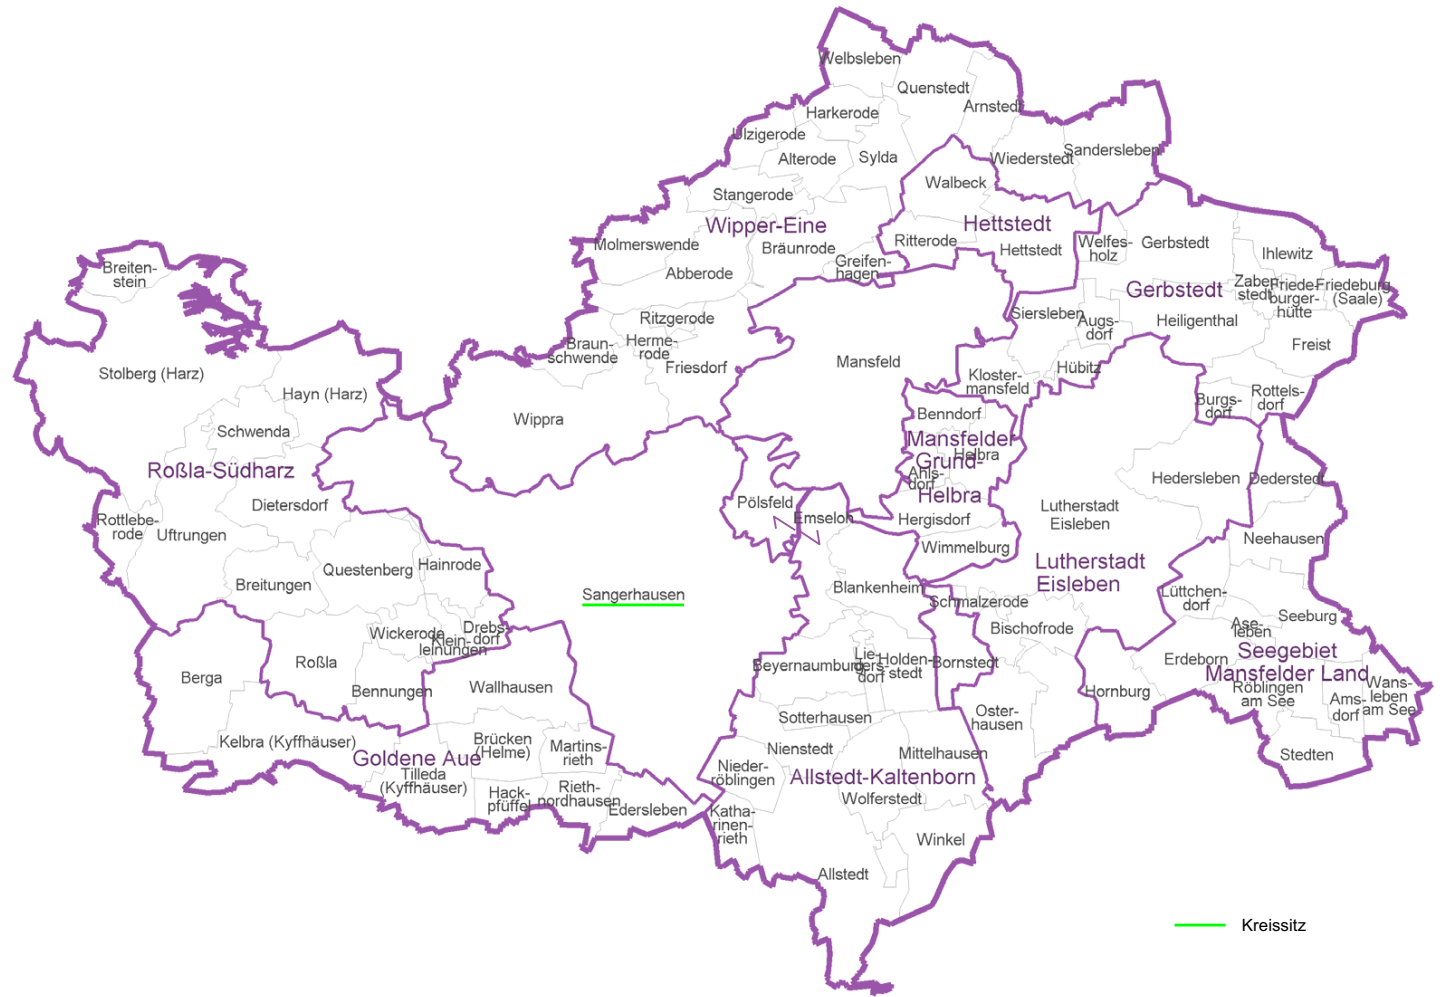 Welbsleben
Quenstedt
Arnstedt
Harkerode
Ulzigerode
Alterode
Sylda
Wiederstedt
Sandersleben
Walbeck
Stangerode
Wipper-Eine
Hettstedt
Molmerswende
Bräunrode
Ritterode
Hettstedt
Welfes-
holz
Gerbstedt
Ihlewitz
Abberode
Greifen-
hagen
Breiten-
stein
Gerbstedt
Zaben-
stedt
Friede-
burger-
hütte
Friedeburg
(Saale)
Ritzgerode
Siersleben
Augs-
dorf
Heiligenthal
Freist
Braun-
schwende
Herme-
rode
Friesdorf
Mansfeld
Hübitz
Kloster-
mansfeld
Stolberg (Harz)
Hayn (Harz)
Wippra
Benndorf
Burgs-
dorf
Rottels-
dorf
Schwenda
Mansfelder
Grund-
Helbra
Helbra
Roßla-Südharz
Ahls-
dorf
Hedersleben
Dederstedt
Dietersdorf
Pölsfeld
Emseloh
Hergisdorf
Lutherstadt
Eisleben
Rottlebe-
rode
Uftrungen
Wimmelburg
Neehausen
Lutherstadt
Eisleben
Questenberg
Hainrode
Breitungen
Sangerhausen
Blankenheim
Schmalzerode
Lüttchen-
dorf
Seeburg
Wickerode
Klein-
leinungen
Drebs-
dorf
Bischofrode
Ase-
leben
Seegebiet
Mansfelder Land
Roßla
Beyernaumburg
Lie-
ders-
dorf
Holden-
stedt
Bornstedt
Erdeborn
Berga
Bennungen
Wallhausen
Hornburg
Röblingen
am See
Ams-
dorf
Wans-
leben
am See
Sotterhausen
Oster-
hausen
Kelbra (Kyffhäuser)
Brücken
(Helme)
Martins-
rieth
Nienstedt
Mittelhausen
Stedten
Goldene Aue
Tilleda
(Kyffhäuser)
Nieder-
röblingen
Allstedt-Kaltenborn
Hack-
pfüffel
Rieth-
nordhausen
Edersleben
Wolferstedt
Katha-
rinen-
rieth
Winkel
Allstedt
Kreissitz